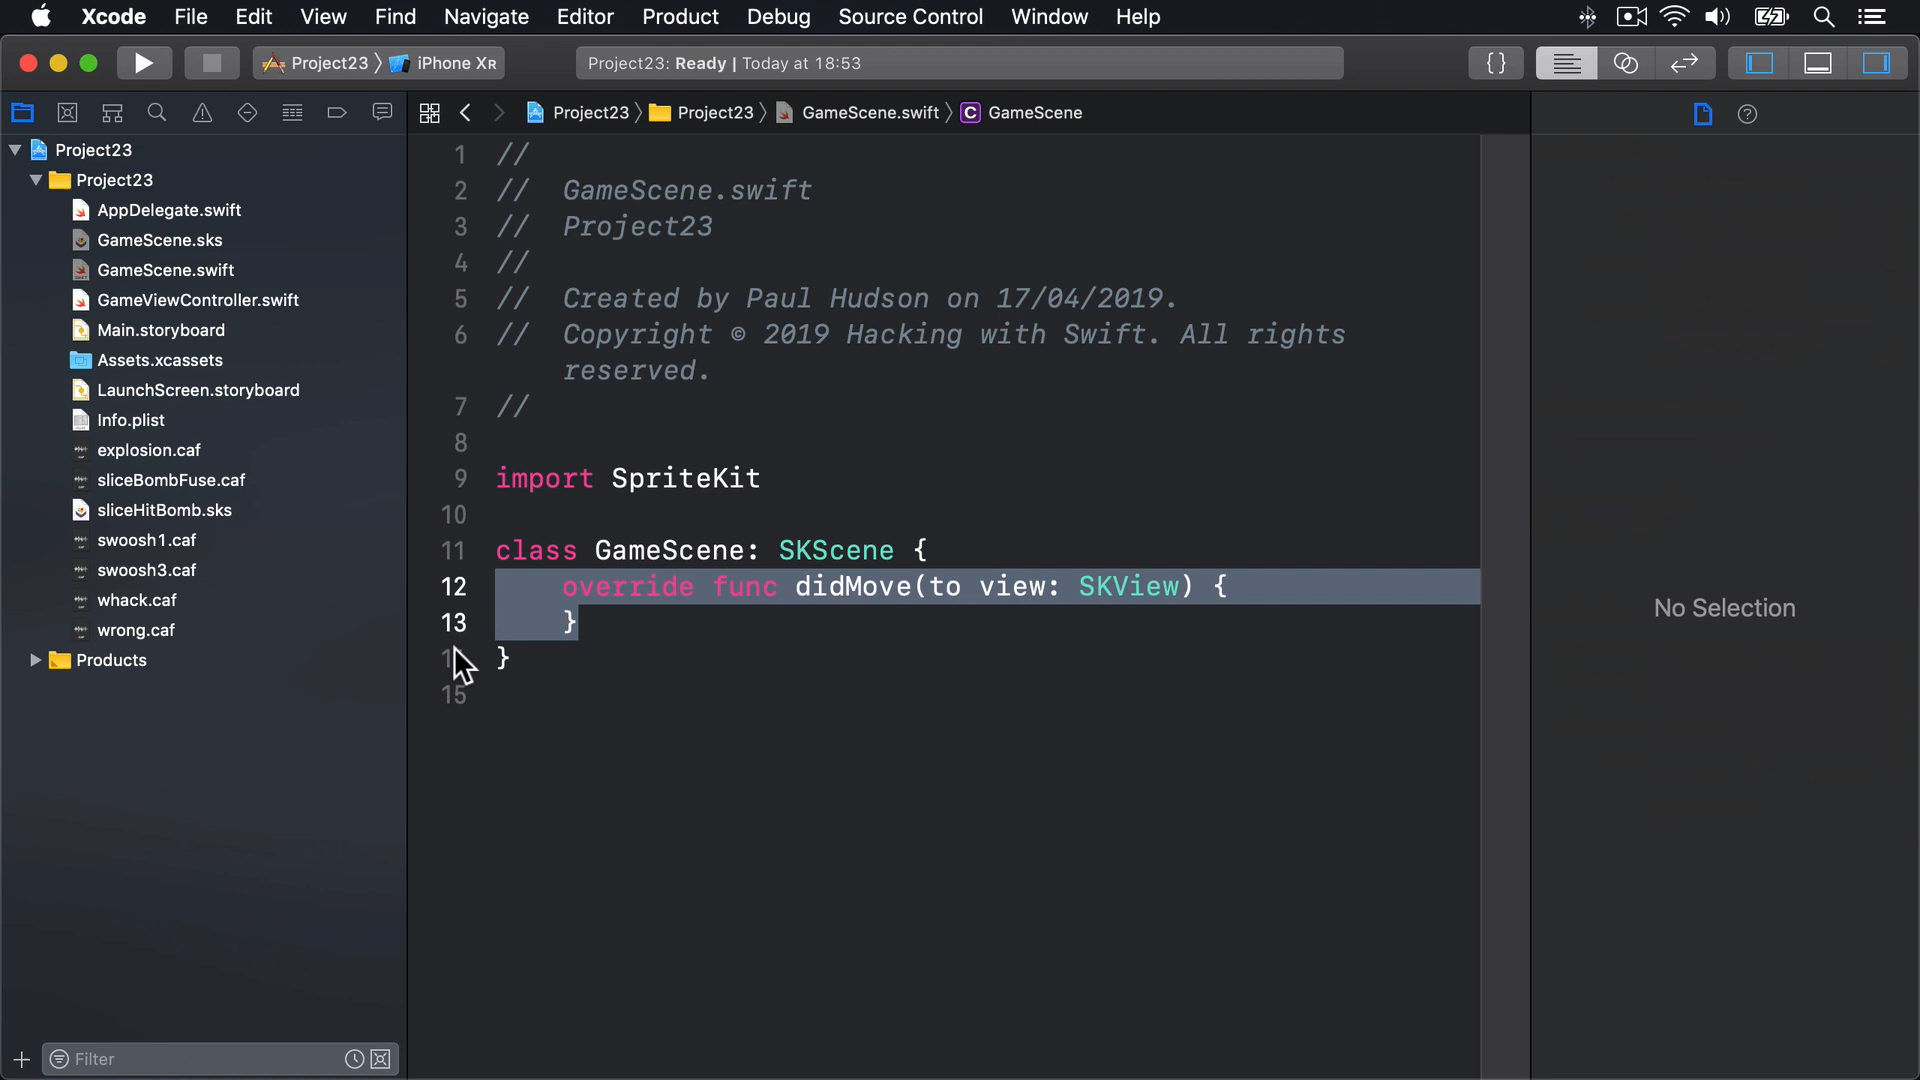 Xcode File Edit View Find Navigate Editor Product Debug Source Control Window Help
Project23 iPhone XR
Project23: Ready | Today at 18:53
{}
Project23 Project23 GameScene.swift C GameScene
Project23
Project23
AppDelegate.swift
GameScene.sks
GameScene.swift
GameViewController.swift
Main.storyboard
Assets.xcassets
LaunchScreen.storyboard
Info.plist
explosion.caf
sliceBombFuse.caf
sliceHitBomb.sks
swoosh1.caf
swoosh3.caf
whack.caf
wrong.caf
Products
Filter
1 //
2 // GameScene.swift
3 // Project23
4 //
5 // Created by Paul Hudson on 17/04/2019.
6 // Copyright © 2019 Hacking with Swift. All rights
reserved.
7 //
8
9 import SpriteKit
10
11 class GameScene: SKScene {
12 override func didMove(to view: SKView) {
13 }
}
15
No Selection